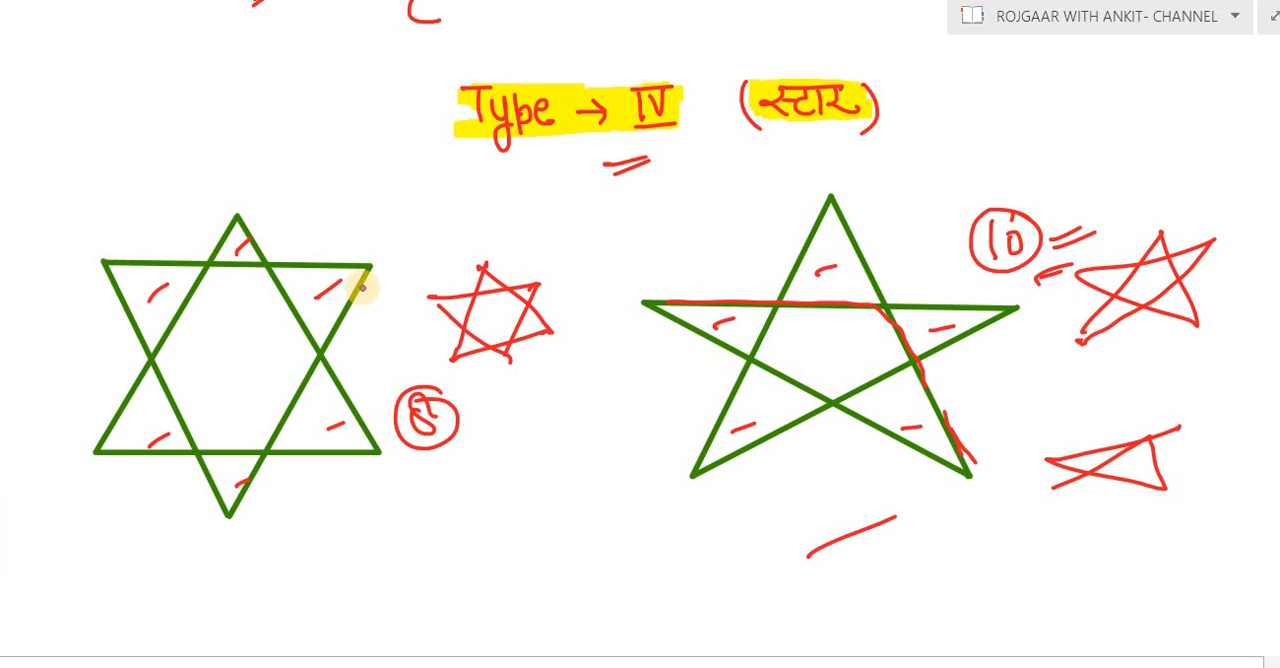 ROJGAAR WITH ANKIT- CHANNEL
Type → IV (स्टार)
10
8